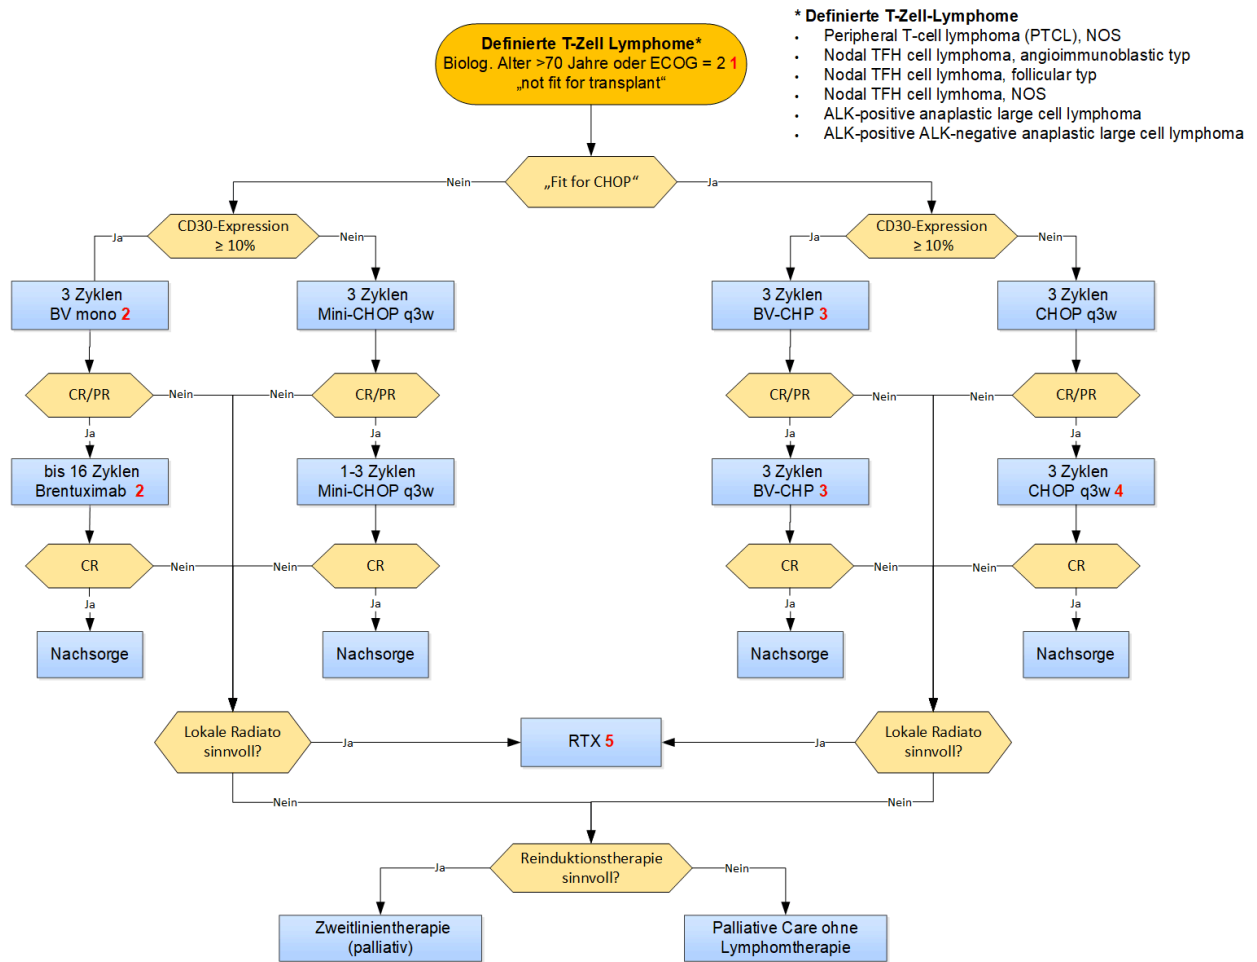 Definierte T-Zell Lymphome*
Biolog. Alter >70 Jahre oder ECOG = 2 1
„not fit for transplant“
* Definierte T-Zell-Lymphome
• Peripheral T-cell lymphoma (PTCL), NOS
• Nodal TFH cell lymphoma, angioimmunoblastic typ
• Nodal TFH cell lymhoma, follicular typ
• Nodal TFH cell lymhoma, NOS
• ALK-positive anaplastic large cell lymphoma
• ALK-positive ALK-negative anaplastic large cell lymphoma
Nein
„Fit for CHOP“
Ja
CD30-Expression
≥ 10%
Ja
Nein
CD30-Expression
≥ 10%
Ja
Nein
3 Zyklen
BV mono 2
3 Zyklen
Mini-CHOP q3w
3 Zyklen
BV-CHP 3
3 Zyklen
CHOP q3w
CR/PR
Nein
Nein
CR/PR
CR/PR
Nein
Nein
CR/PR
Ja
Ja
Ja
Ja
bis 16 Zyklen
Brentuximab 2
1-3 Zyklen
Mini-CHOP q3w
3 Zyklen
BV-CHP 3
3 Zyklen
CHOP q3w 4
CR
Nein
Nein
CR
CR
Nein
Nein
CR
Ja
Ja
Ja
Ja
Nachsorge
Nachsorge
Nachsorge
Nachsorge
Lokale Radiato
sinnvoll?
Ja
RTX 5
Ja
Lokale Radiato
sinnvoll?
Nein
Nein
Reinduktionstherapie
sinnvoll?
Ja
Nein
Zweitlinientherapie
(palliativ)
Palliative Care ohne
Lymphomtherapie